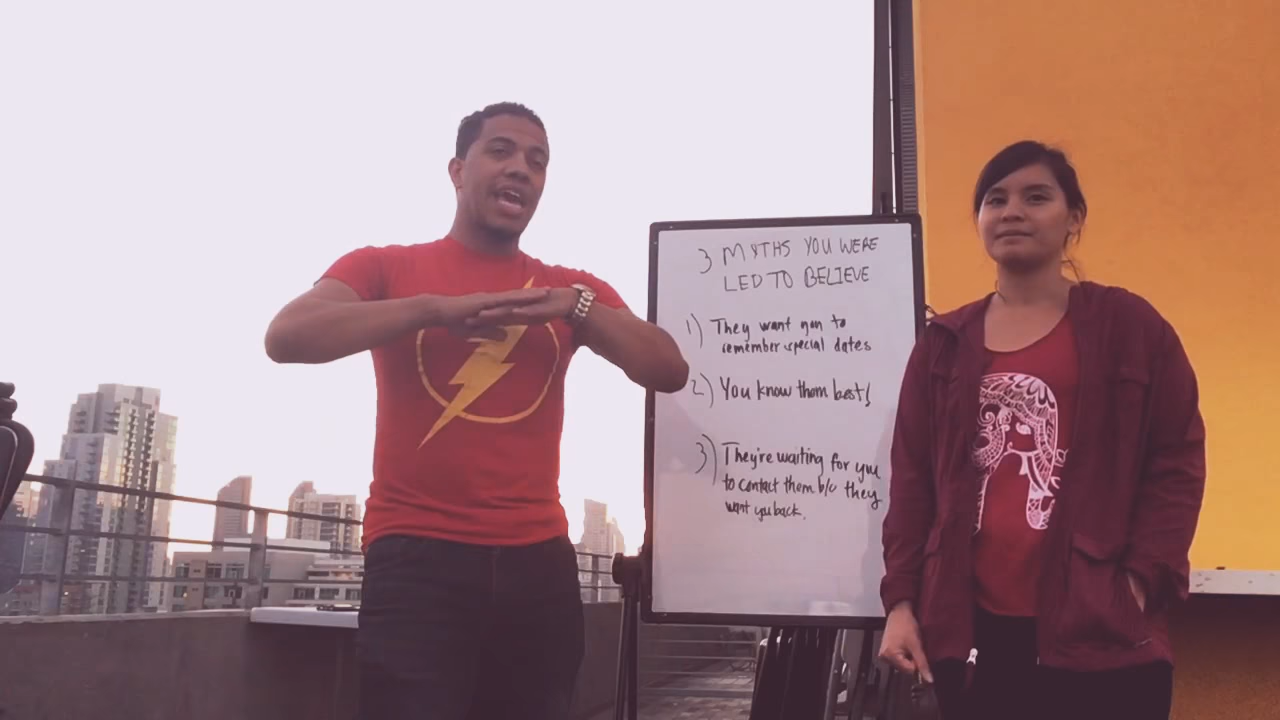 3 MYTHS YOU WERE
LED TO BELIEVE
1) They want you to
remember special dates
2) You know them best!
3) They're waiting for you
to contact them b/c they
want you back.